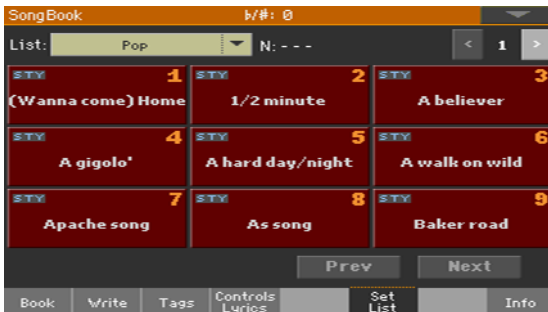 SongBook ♭/#: 0
List: Pop N: - - -  < 1 >
STY 1 STY 2 STY 3
(Wanna come) Home 1/2 minute A believer
STY 4 STY 5 STY 6
A gigolo' A hard day/night A walk on wild
STY 7 STY 8 STY 9
Apache song As song Baker road
Prev Next
Book Write Tags Controls Lyrics Set List Info